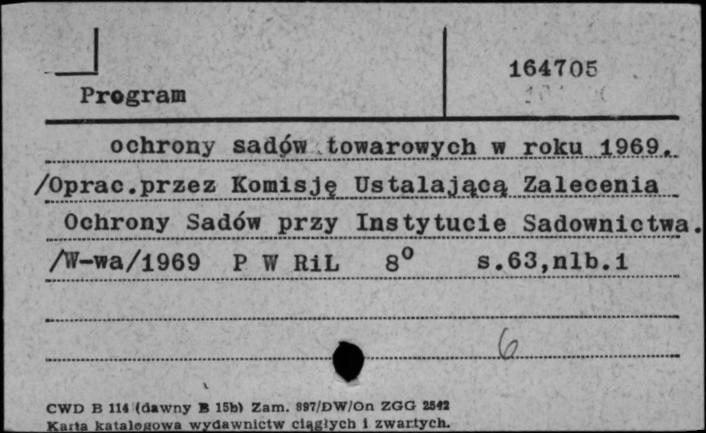 164705
Program
ochrony sadów towarowych w roku 1969.
/Oprac.przez Komisję Ustalającą Zalecenia
Ochrony Sadów przy Instytucie Sadownictwa.
/W-wa/1969 P W RiL 8° s.63,nlb.1
6
CWD B 114 (dawny B 15b) Zam. 897/DW/On ZGG 2542
Karta katalogowa wydawnictw ciągłych i zwartych.